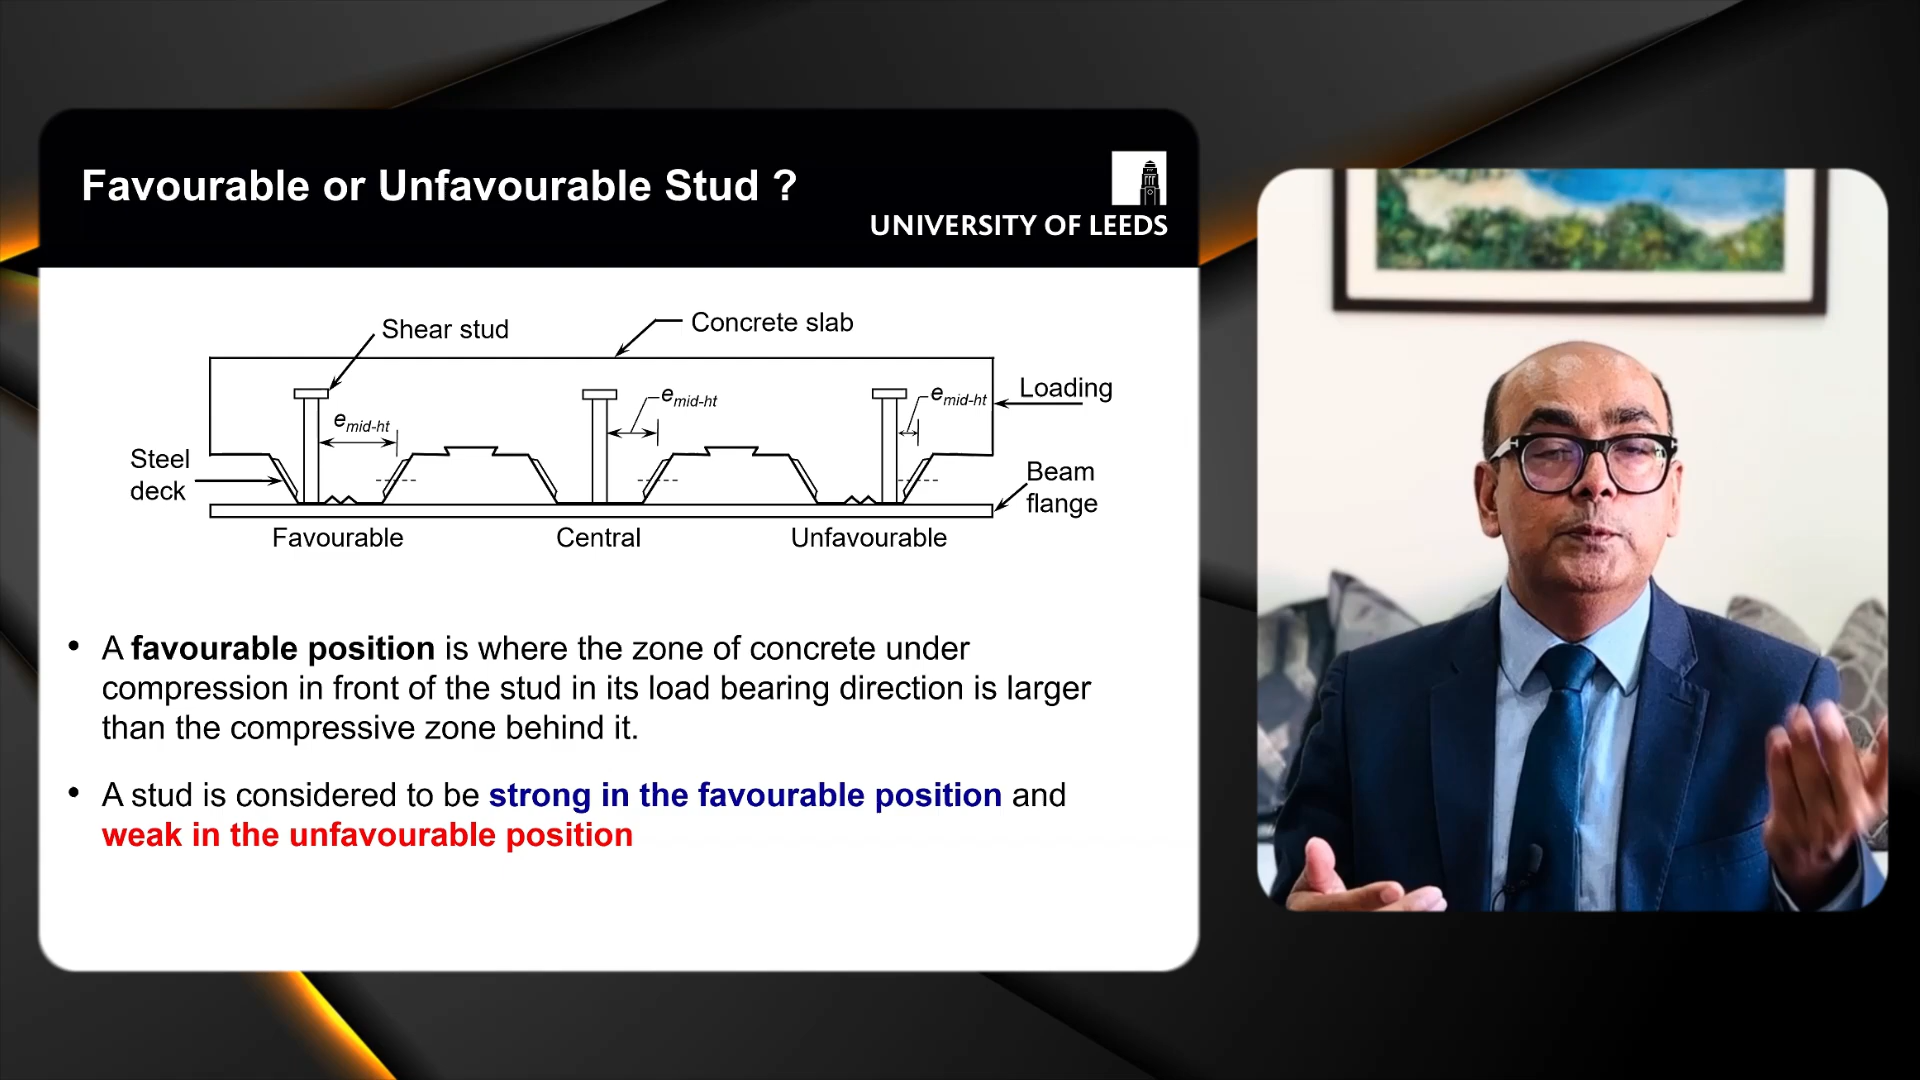 Favourable or Unfavourable Stud ?
UNIVERSITY OF LEEDS
Shear stud
Concrete slab
Loading
e mid-ht
e mid-ht
e mid-ht
Steel
deck
Beam
flange
Favourable
Central
Unfavourable
• A favourable position is where the zone of concrete under
compression in front of the stud in its load bearing direction is larger
than the compressive zone behind it.
• A stud is considered to be strong in the favourable position and
weak in the unfavourable position